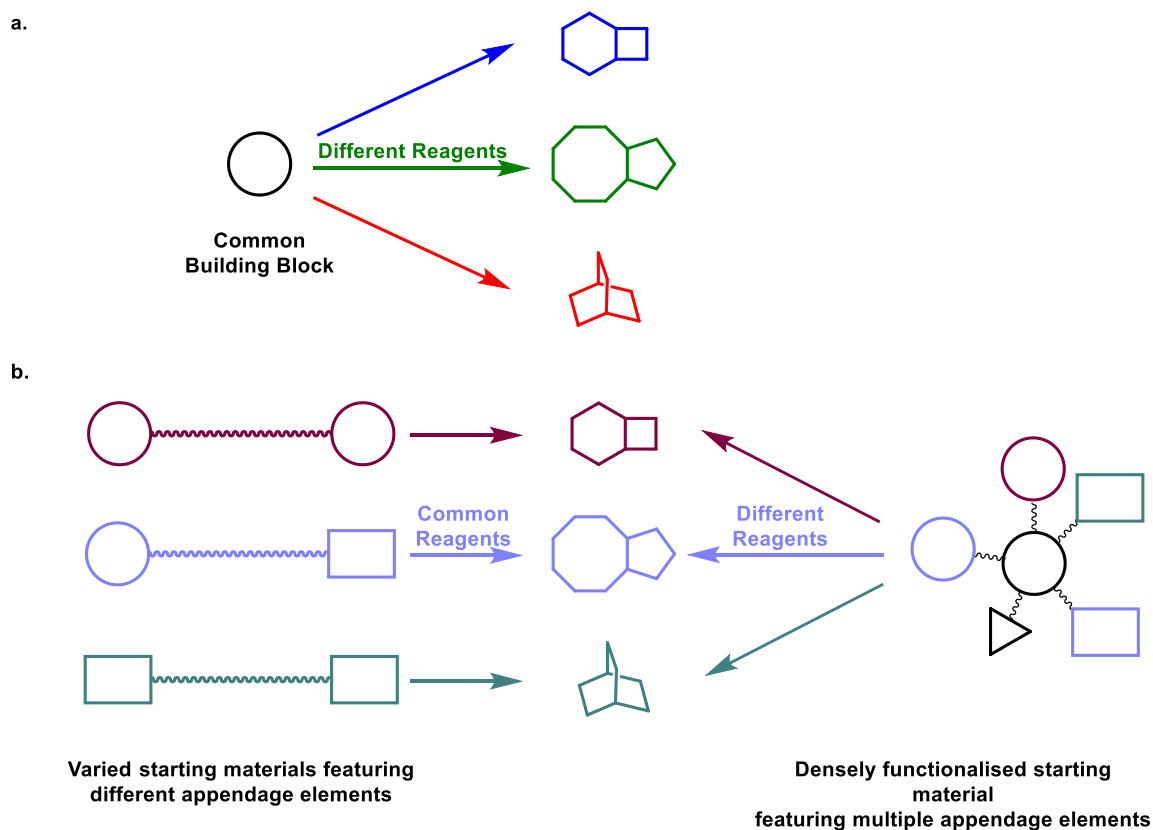 a.
Different Reagents
Common
Building Block
b.
Common
Reagents
Different
Reagents
Varied starting materials featuring
different appendage elements
Densely functionalised starting
material
featuring multiple appendage elements